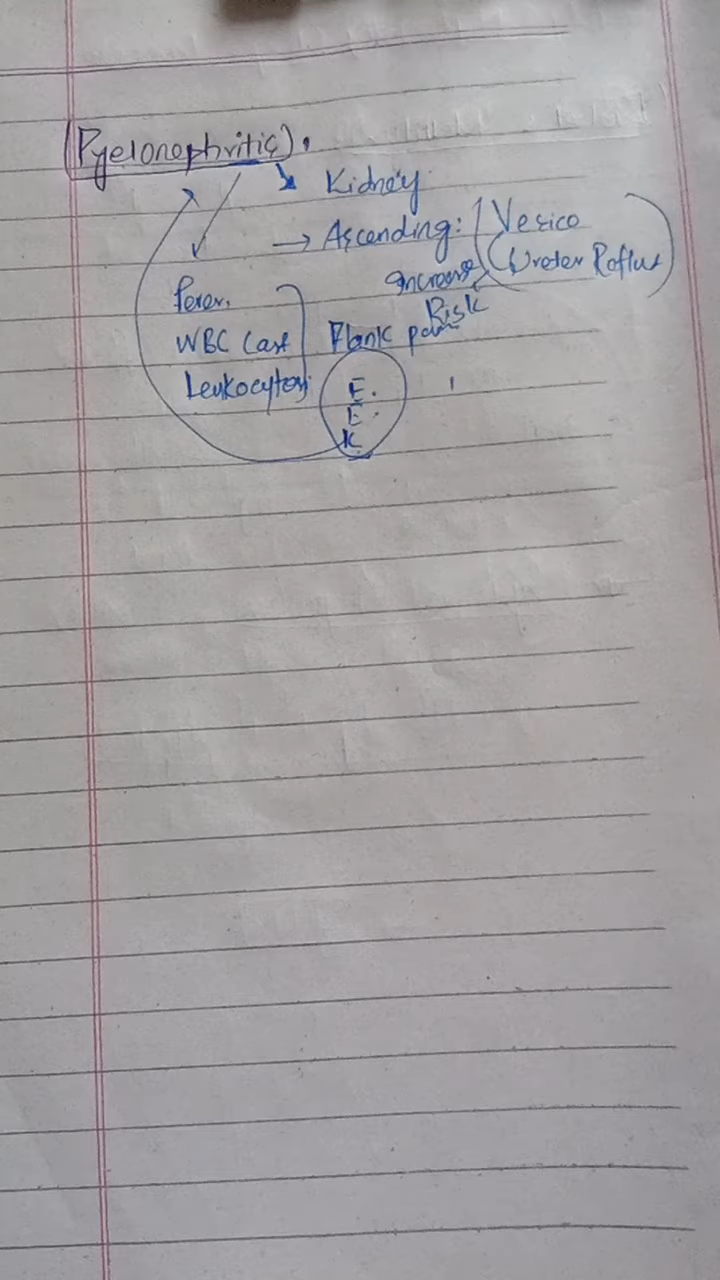 (Pyelonephritis).
Kidney
→ Ascending: (Vesico
(Ureter Reflux)
Increase
Risk
Fever.
WBC Cast
Leukocytosis
Flank pain
E.
E.
K